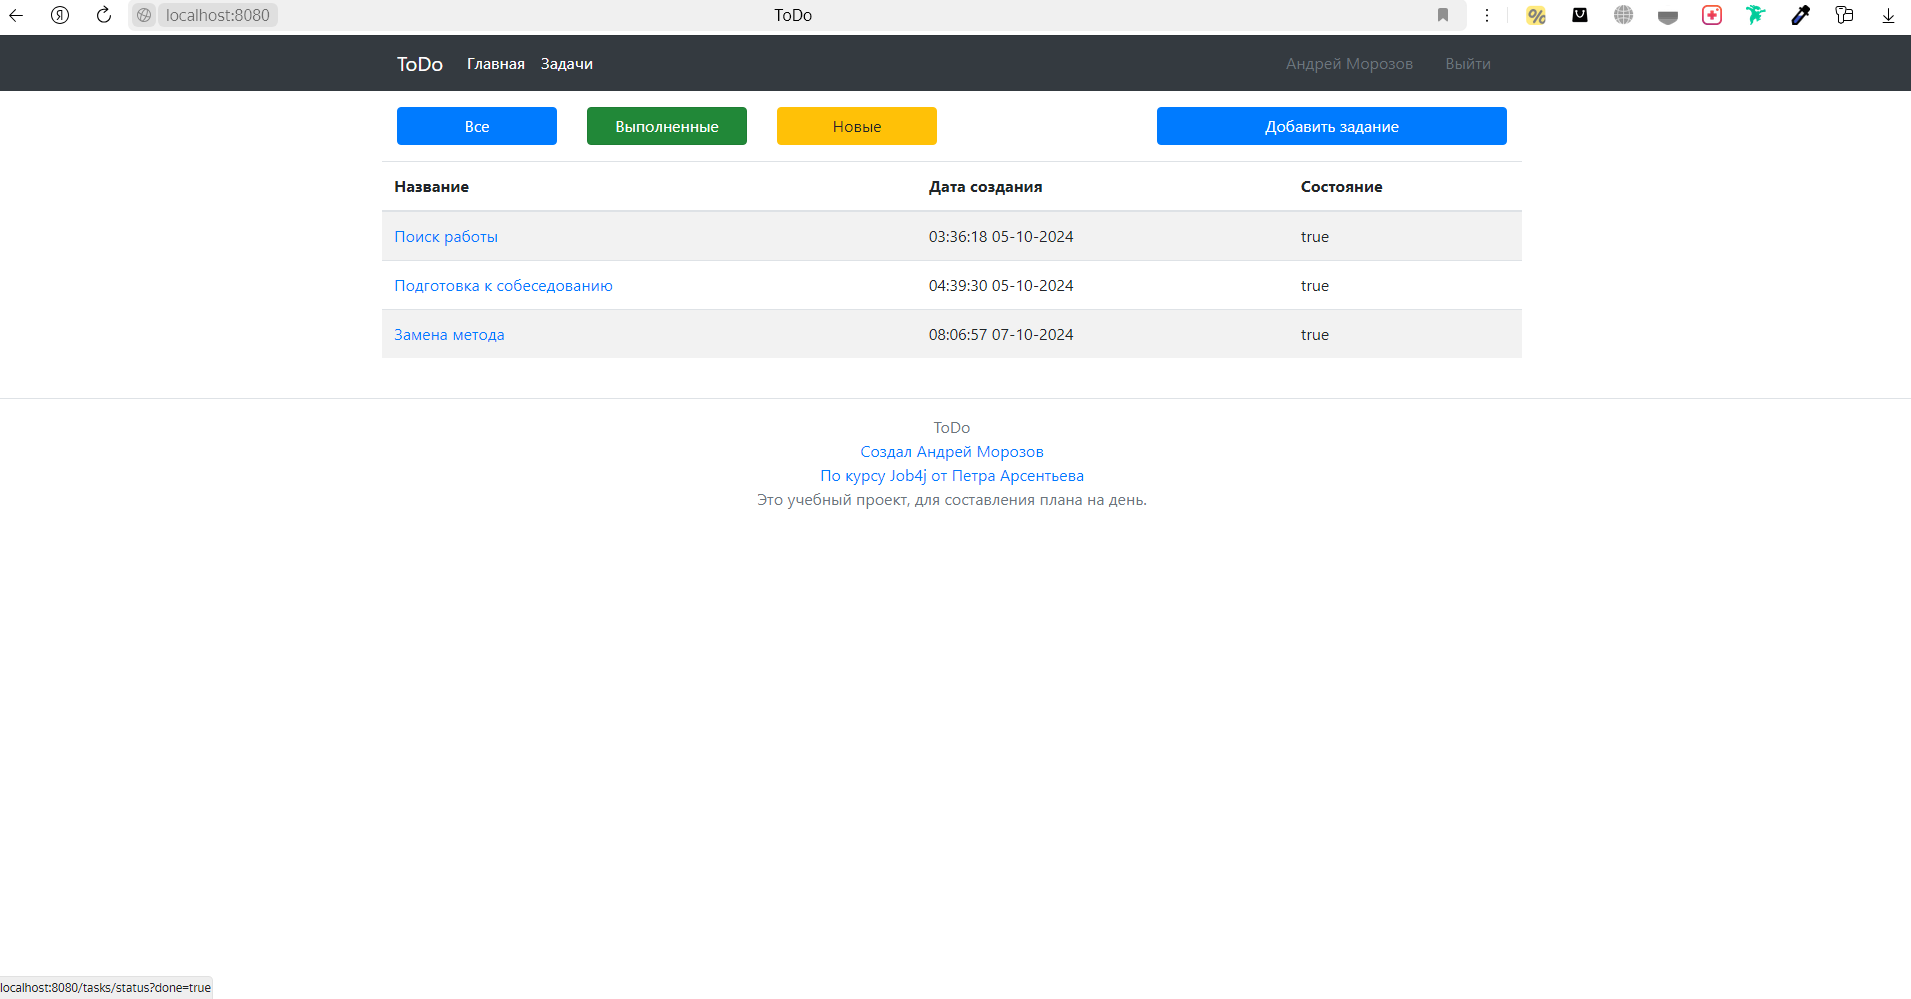 localhost:8080 ToDo
ToDo Главная Задачи Андрей Морозов Выйти
Все Выполненные Новые Добавить задание
Название Дата создания Состояние
Поиск работы 03:36:18 05-10-2024 true
Подготовка к собеседованию 04:39:30 05-10-2024 true
Замена метода 08:06:57 07-10-2024 true
ToDo
Создал Андрей Морозов
По курсу Job4j от Петра Арсентьева
Это учебный проект, для составления плана на день.
localhost:8080/tasks/status?done=true